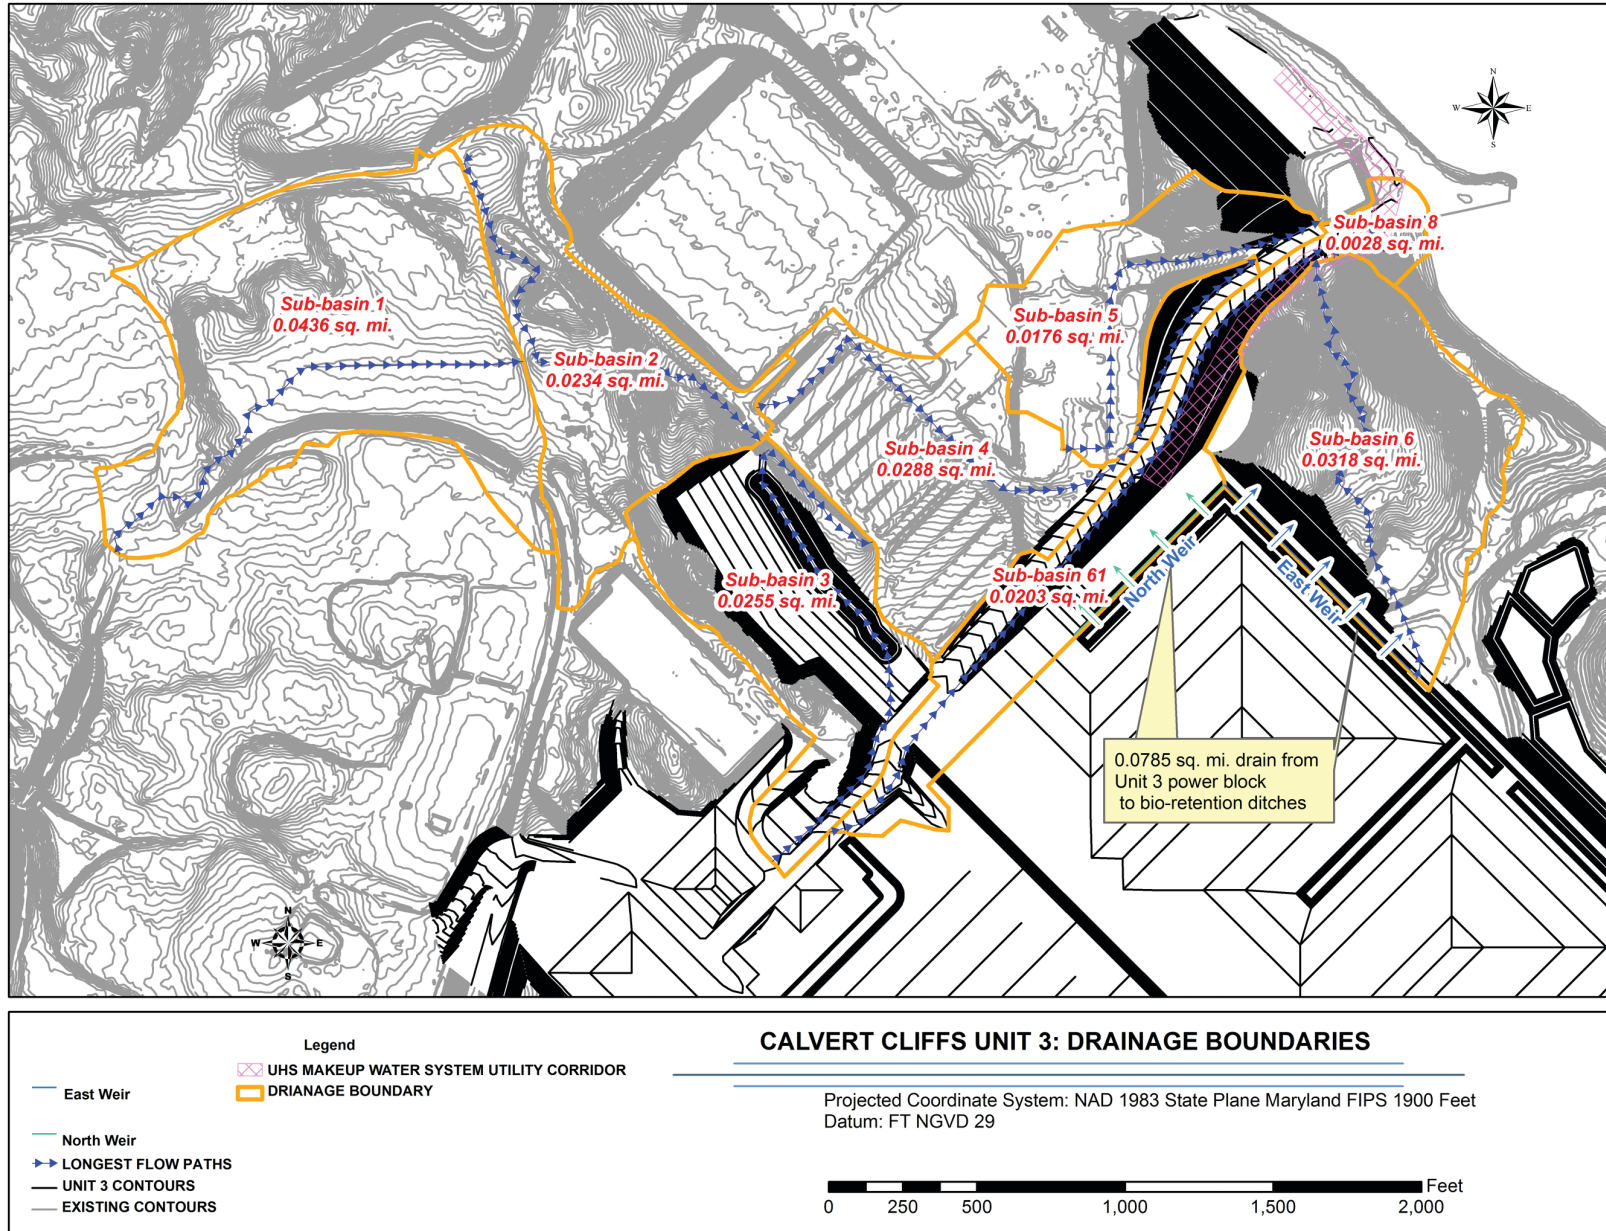 N
W E
S
Sub-basin 8
0.0028 sq. mi.
Sub-basin 1
0.0436 sq. mi.
Sub-basin 5
0.0176 sq. mi.
Sub-basin 2
0.0234 sq. mi.
Sub-basin 4
0.0288 sq. mi.
Sub-basin 6
0.0318 sq. mi.
Sub-basin 3
0.0255 sq. mi.
Sub-basin 61
0.0203 sq. mi.
North Weir
East Weir
0.0785 sq. mi. drain from
Unit 3 power block
to bio-retention ditches
N
W E
S
Legend
UHS MAKEUP WATER SYSTEM UTILITY CORRIDOR
DRIANAGE BOUNDARY
East Weir
North Weir
LONGEST FLOW PATHS
UNIT 3 CONTOURS
EXISTING CONTOURS
CALVERT CLIFFS UNIT 3: DRAINAGE BOUNDARIES
Projected Coordinate System: NAD 1983 State Plane Maryland FIPS 1900 Feet
Datum: FT NGVD 29
Feet
0 250 500 1,000 1,500 2,000